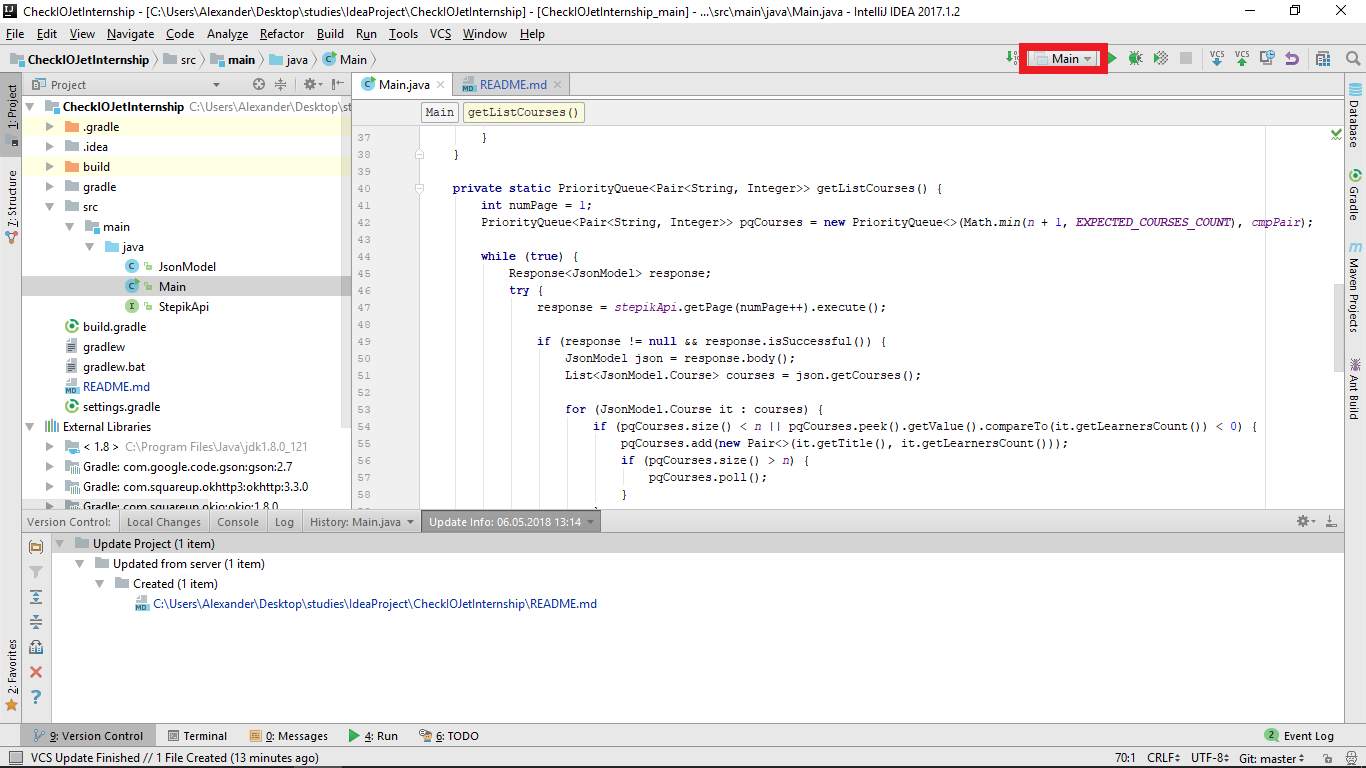 CheckIOJetInternship - [C:\Users\Alexander\Desktop\studies\IdeaProject\CheckIOJetInternship] - [CheckIOJetInternship_main] - ...\src\main\java\Main.java - IntelliJ IDEA 2017.1.2
File Edit View Navigate Code Analyze Refactor Build Run Tools VCS Window Help
CheckIOJetInternship src main java Main
Main
VCS VCS
Project
Main.java README.md
1: Project
7: Structure
2: Favorites
CheckIOJetInternship C:\Users\Alexander\Desktop\st
.gradle
.idea
build
gradle
src
main
java
JsonModel
Main
StepikApi
build.gradle
gradlew
gradlew.bat
README.md
settings.gradle
External Libraries
< 1.8 > C:\Program Files\Java\jdk1.8.0_121
Gradle: com.google.code.gson:gson:2.7
Gradle: com.squareup.okhttp3:okhttp:3.3.0
Gradle: com.squareup.okio:okio:1.8.0
Main getListCourses()
37 }
38 }
39
40 private static PriorityQueue<Pair<String, Integer>> getListCourses() {
41 int numPage = 1;
42 PriorityQueue<Pair<String, Integer>> pqCourses = new PriorityQueue<>(Math.min(n + 1, EXPECTED_COURSES_COUNT), cmpPair);
43
44 while (true) {
45 Response<JsonModel> response;
46 try {
47 response = stepikApi.getPage(numPage++).execute();
48
49 if (response != null && response.isSuccessful()) {
50 JsonModel json = response.body();
51 List<JsonModel.Course> courses = json.getCourses();
52
53 for (JsonModel.Course it : courses) {
54 if (pqCourses.size() < n || pqCourses.peek().getValue().compareTo(it.getLearnersCount()) < 0) {
55 pqCourses.add(new Pair<>(it.getTitle(), it.getLearnersCount()));
56 if (pqCourses.size() > n) {
57 pqCourses.poll();
58 }
Database
Gradle
Maven Projects
Ant Build
Version Control: Local Changes Console Log History: Main.java Update Info: 06.05.2018 13:14
Update Project (1 item)
Updated from server (1 item)
Created (1 item)
C:\Users\Alexander\Desktop\studies\IdeaProject\CheckIOJetInternship\README.md
9: Version Control Terminal 0: Messages 4: Run 6: TODO 2 Event Log
VCS Update Finished // 1 File Created (13 minutes ago) 70:1 CRLF UTF-8 Git: master